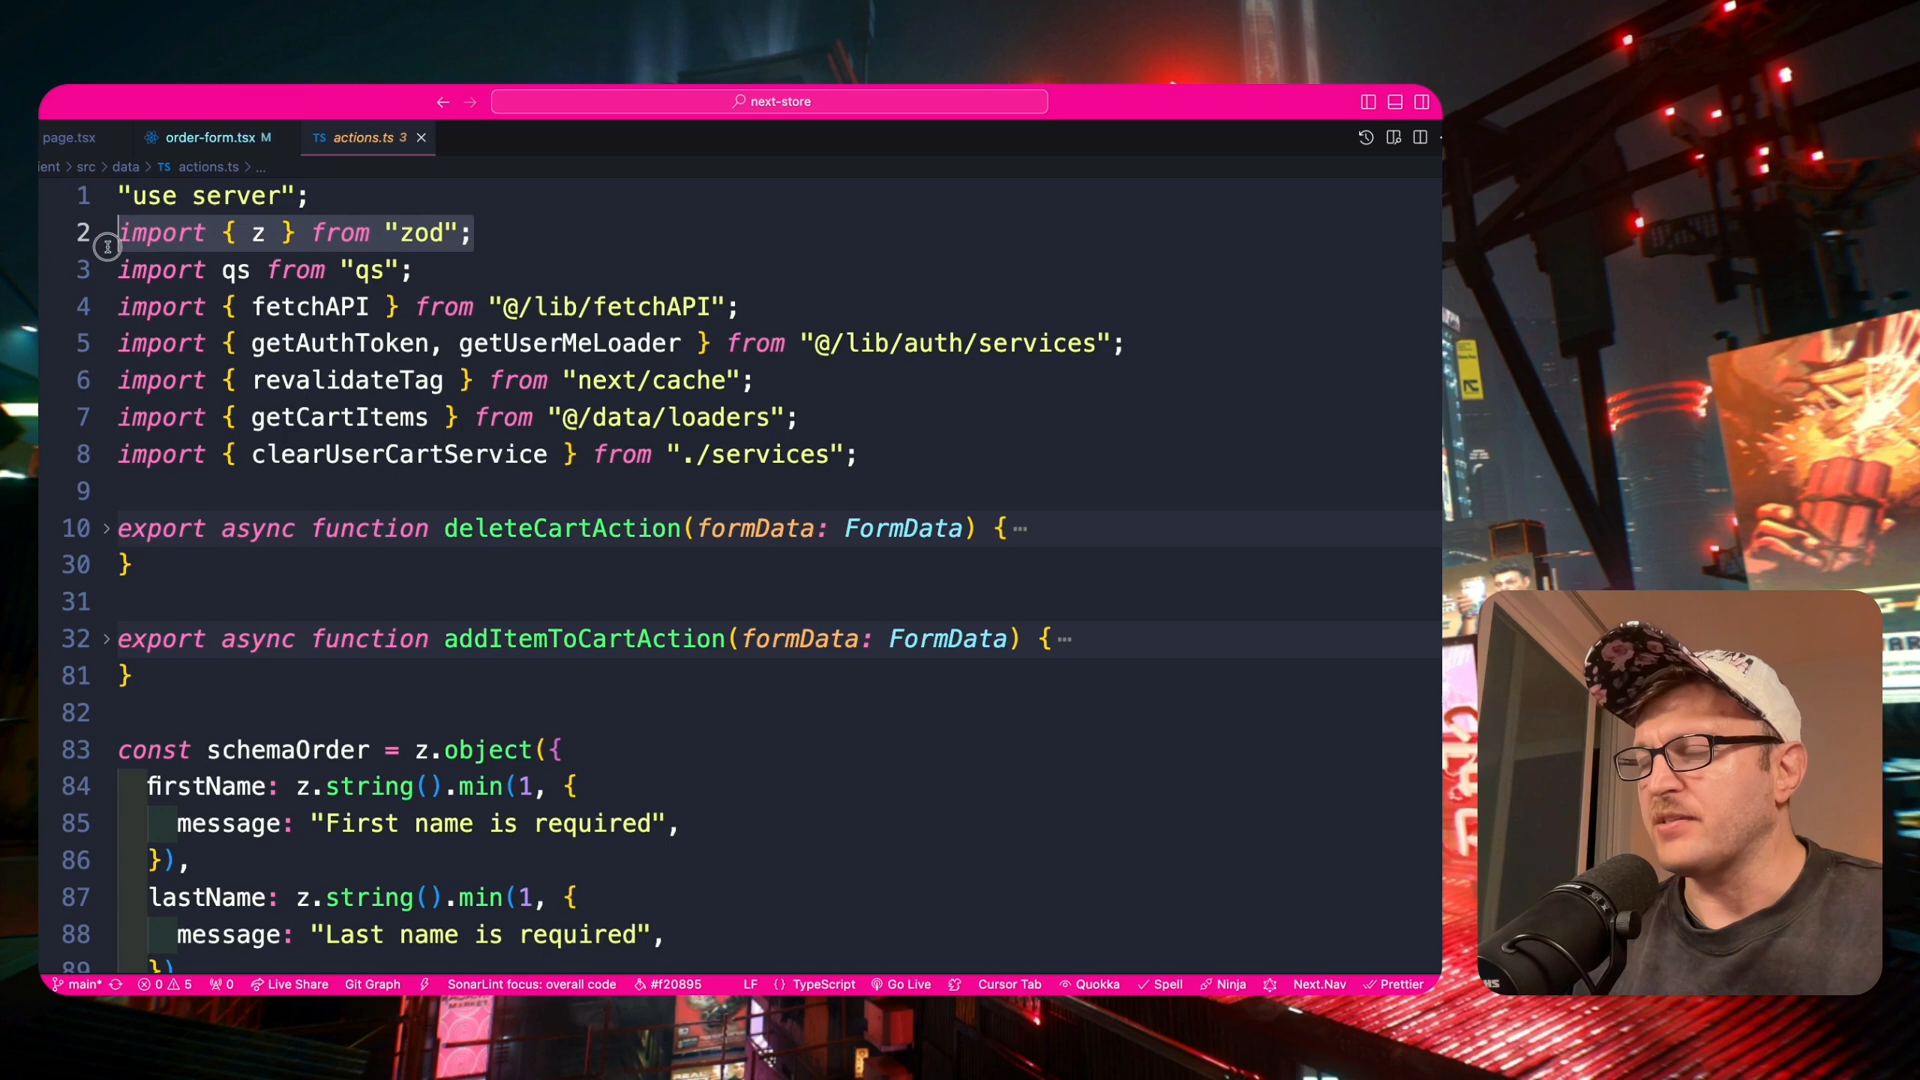 next-store
page.tsx
order-form.tsx M
TS actions.ts 3
ient > src > data > TS actions.ts > ...
1 "use server";
2 import { z } from "zod";
3 import qs from "qs";
4 import { fetchAPI } from "@/lib/fetchAPI";
5 import { getAuthToken, getUserMeLoader } from "@/lib/auth/services";
6 import { revalidateTag } from "next/cache";
7 import { getCartItems } from "@/data/loaders";
8 import { clearUserCartService } from "./services";
9
10 export async function deleteCartAction(formData: FormData) {⋯
30 }
31
32 export async function addItemToCartAction(formData: FormData) {⋯
81 }
82
83 const schemaOrder = z.object({
84 firstName: z.string().min(1, {
85 message: "First name is required",
86 }),
87 lastName: z.string().min(1, {
88 message: "Last name is required",
89 })
main* 0 5 0 Live Share Git Graph SonarLint focus: overall code #f20895 LF { } TypeScript Go Live Cursor Tab Quokka Spell Ninja Next.Nav Prettier